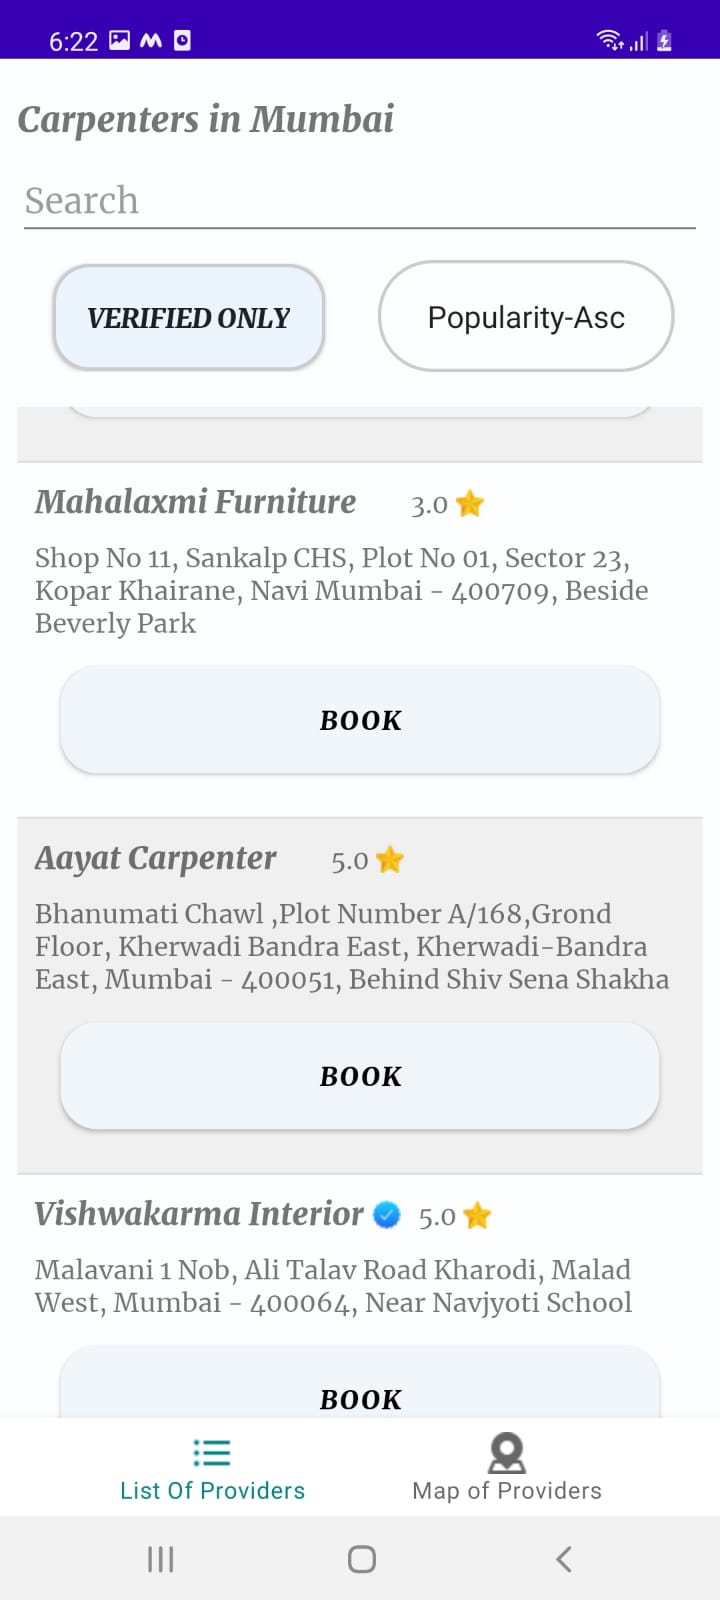 6:22
Carpenters in Mumbai
Search
VERIFIED ONLY
Popularity-Asc
Mahalaxmi Furniture 3.0
Shop No 11, Sankalp CHS, Plot No 01, Sector 23,
Kopar Khairane, Navi Mumbai - 400709, Beside
Beverly Park
BOOK
Aayat Carpenter 5.0
Bhanumati Chawl ,Plot Number A/168,Grond
Floor, Kherwadi Bandra East, Kherwadi-Bandra
East, Mumbai - 400051, Behind Shiv Sena Shakha
BOOK
Vishwakarma Interior 5.0
Malavani 1 Nob, Ali Talav Road Kharodi, Malad
West, Mumbai - 400064, Near Navjyoti School
BOOK
List Of Providers
Map of Providers